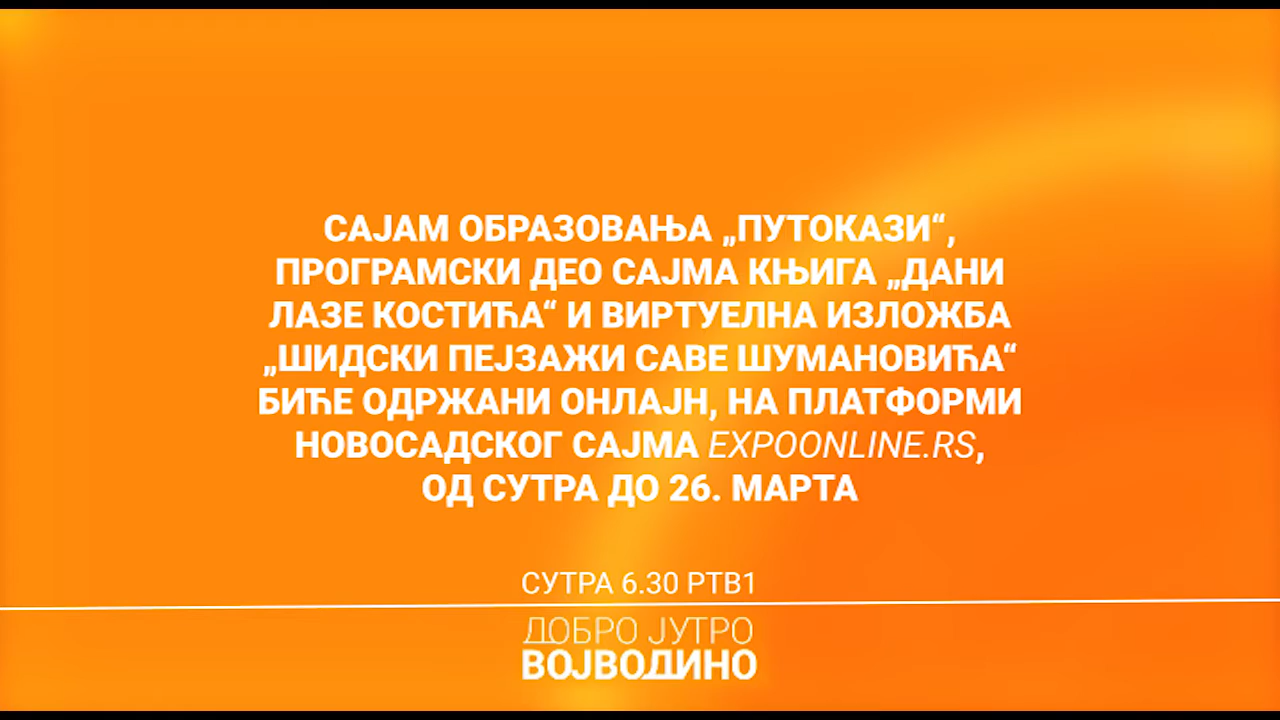 САЈАМ ОБРАЗОВАЊА „ПУТОКАЗИ“,
ПРОГРАМСКИ ДЕО САЈМА КЊИГА „ДАНИ
ЛАЗЕ КОСТИЋА“ И ВИРТУЕЛНА ИЗЛОЖБА
„ШИДСКИ ПЕЈЗАЖИ САВЕ ШУМАНОВИЋА“
БИЋЕ ОДРЖАНИ ОНЛАЈН, НА ПЛАТФОРМИ
НОВОСАДСКОГ САЈМА EXPOONLINE.RS,
ОД СУТРА ДО 26. МАРТА
СУТРА 6.30 РТВ1
ДОБРО ЈУТРО
ВОЈВОДИНО